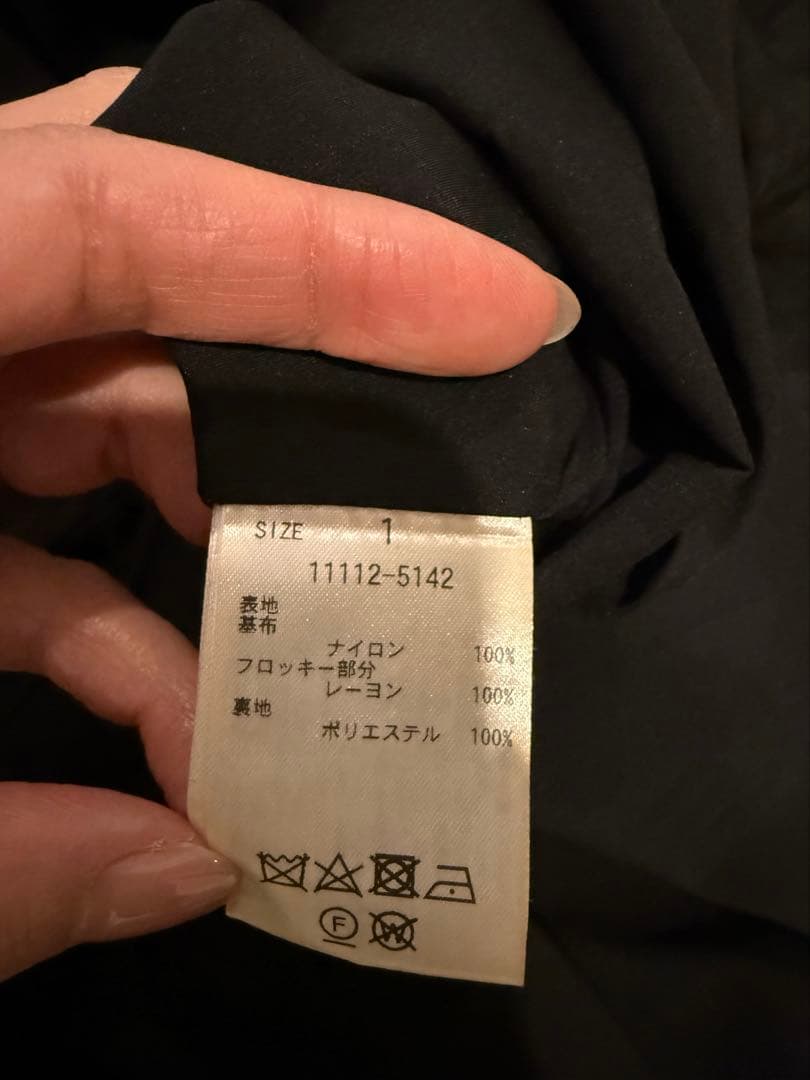 SIZE 1
11112-5142
表地
基布
ナイロン 100%
フロッキー部分
レーヨン 100%
裏地
ポリエステル 100%
F W